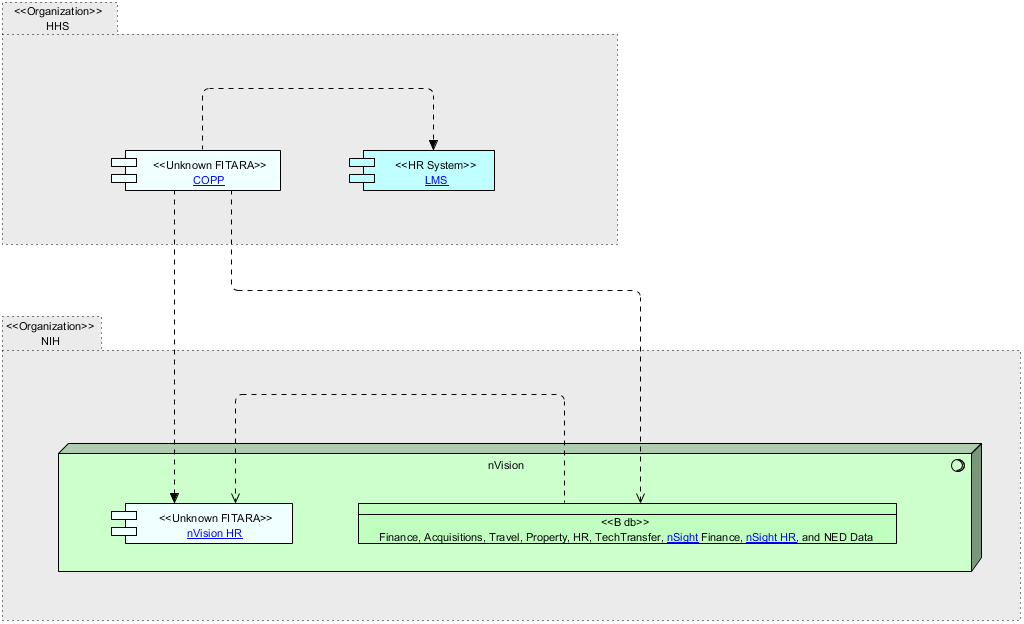 <<Organization>>
HHS
<<Unknown FITARA>>
COPP
<<HR System>>
LMS
<<Organization>>
NIH
nVision
<<Unknown FITARA>>
nVision HR
<<B db>>
Finance, Acquisitions, Travel, Property, HR, TechTransfer, nSight Finance, nSight HR, and NED Data